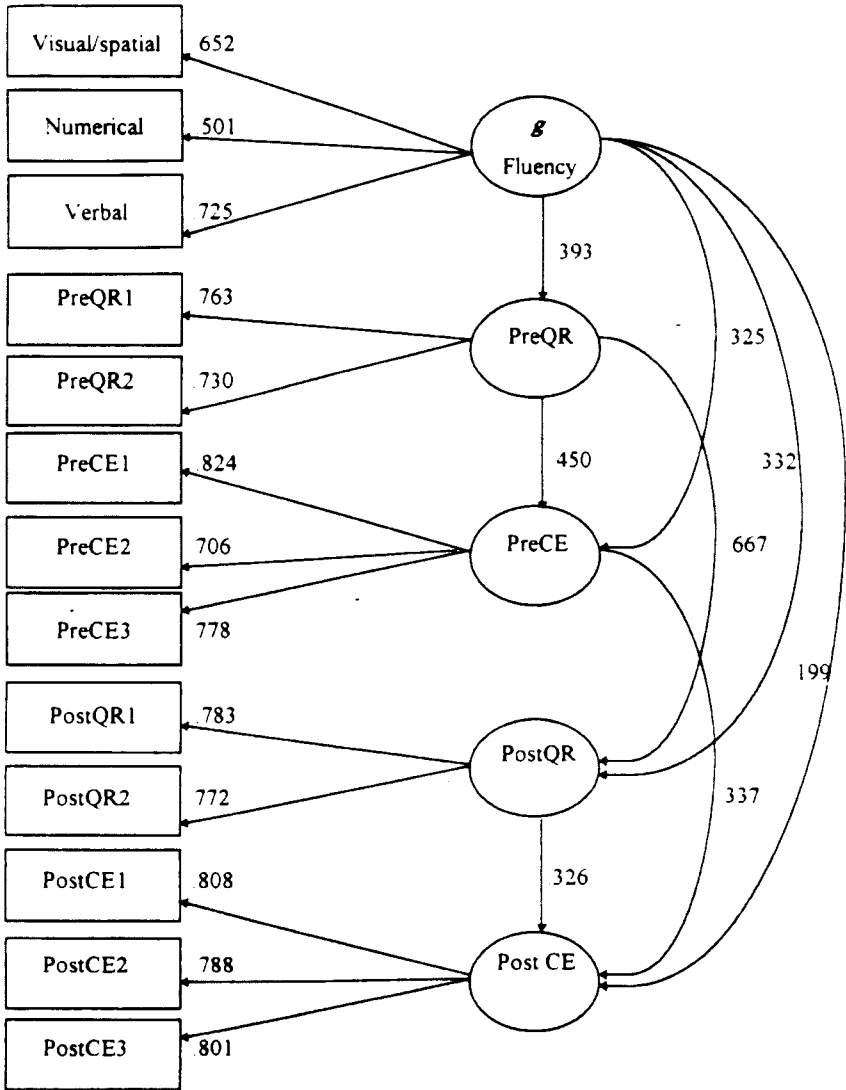 Visual/spatial
652
Numerical
.501
Verbal
.725
g
Fluency
393
PreQR1
763
PreQR2
.730
PreQR
325
332
PreCE1
.824
450
PreCE2
706
PreCE
667
PreCE3
778
199
PostQR1
.783
PostQR
PostQR2
772
337
PostCE1
.808
326
PostCE2
.788
Post CE
PostCE3
.801